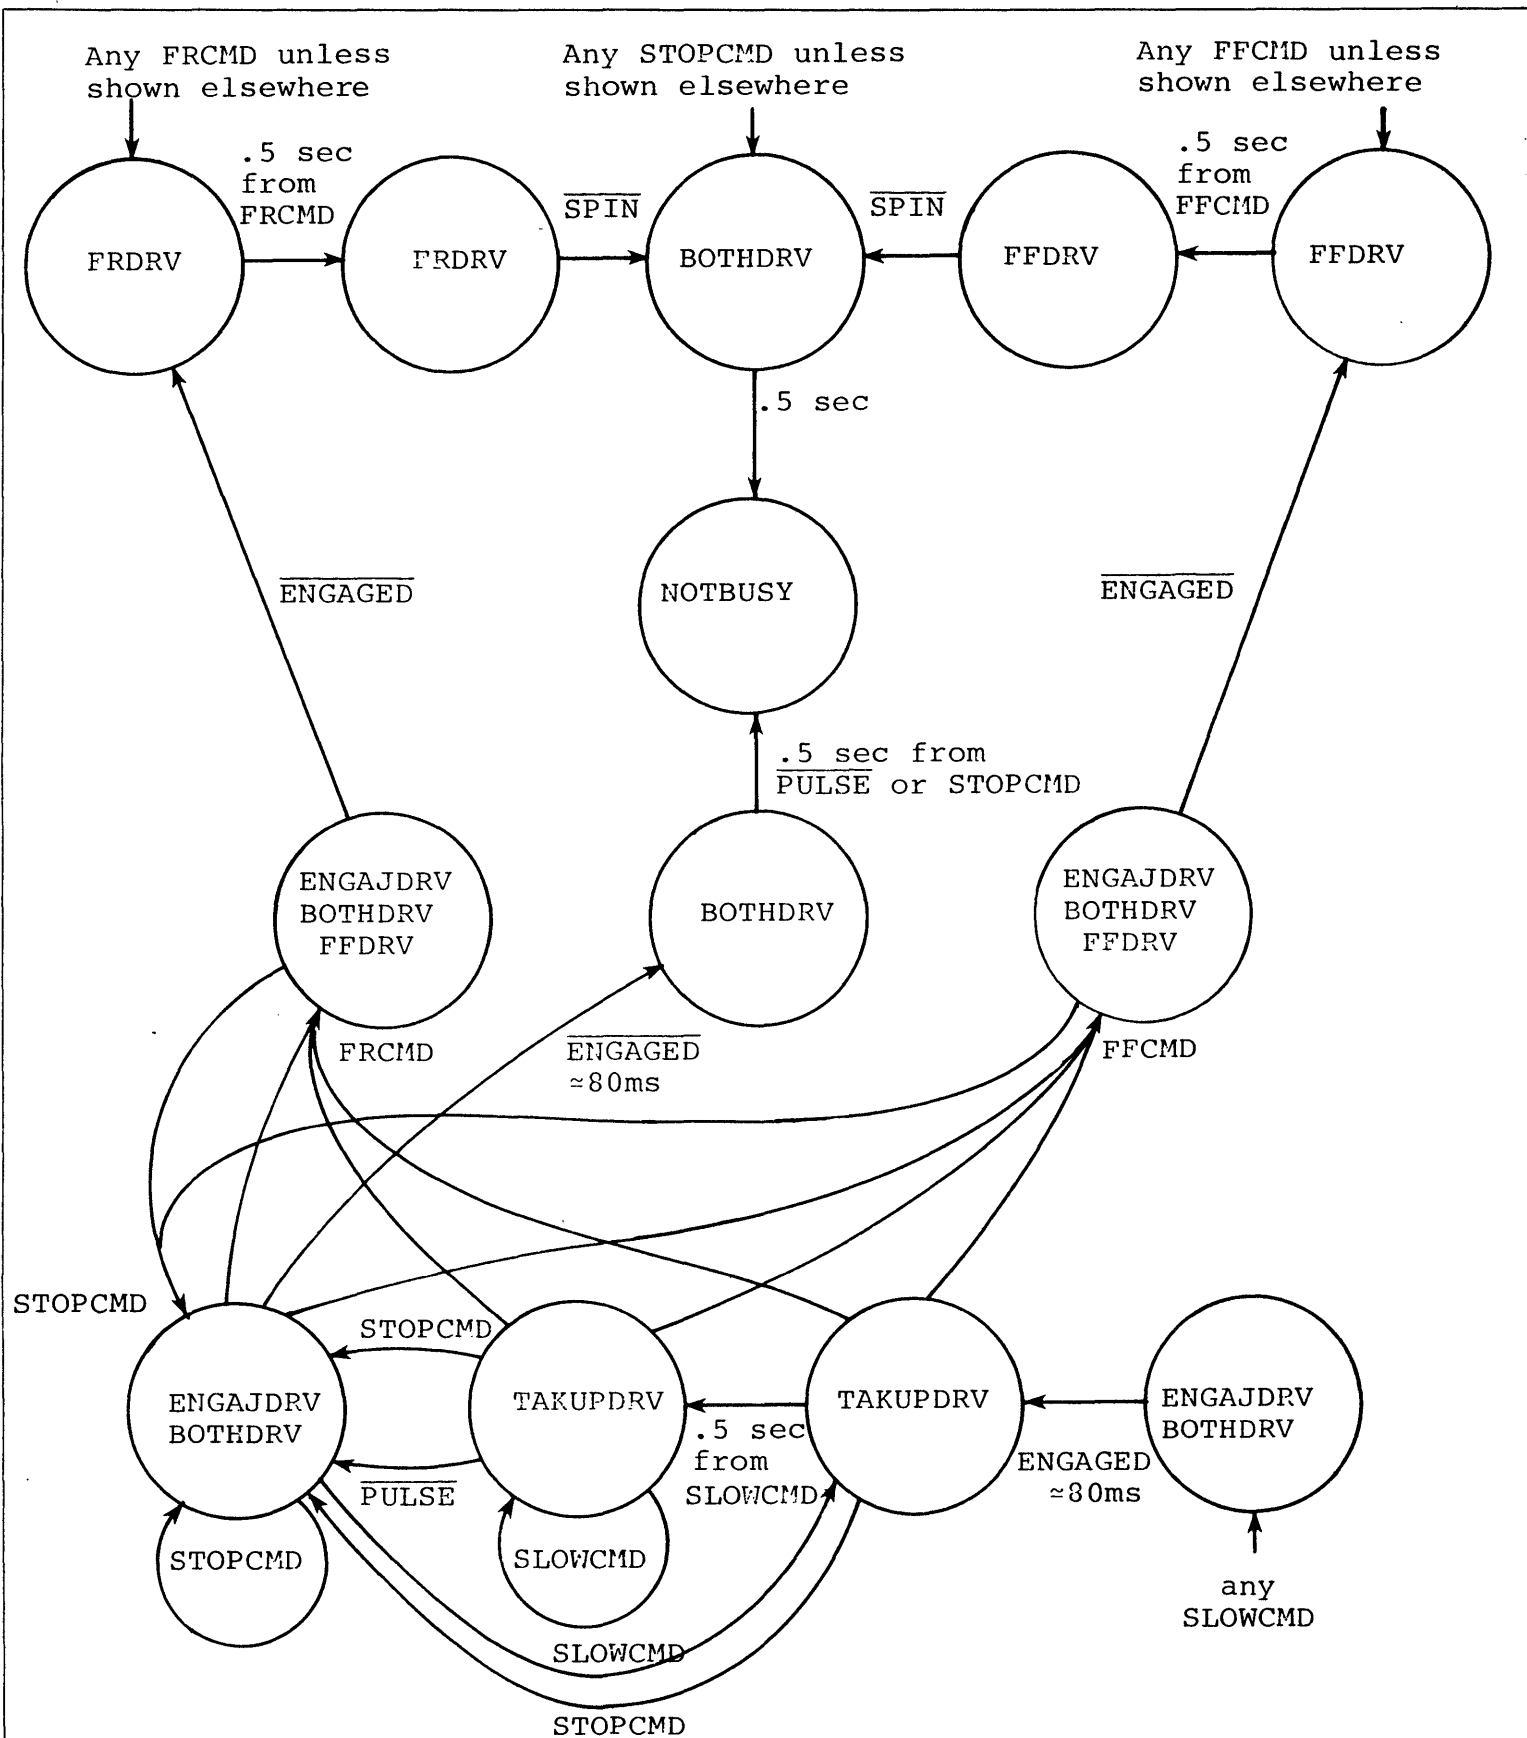 Any FRCMD unless
shown elsewhere
Any STOPCMD unless
shown elsewhere
Any FFCMD unless
shown elsewhere
.5 sec
from
FRCMD
SPIN
SPIN
.5 sec
from
FFCMD
FRDRV
FRDRV
BOTHDRV
FFDRV
FFDRV
.5 sec
ENGAGED
NOTBUSY
ENGAGED
.5 sec from
PULSE or STOPCMD
ENGAJDRV
BOTHDRV
FFDRV
BOTHDRV
ENGAJDRV
BOTHDRV
FFDRV
FRCMD
ENGAGED
≃80ms
FFCMD
STOPCMD
STOPCMD
ENGAJDRV
BOTHDRV
TAKUPDRV
TAKUPDRV
ENGAJDRV
BOTHDRV
.5 sec
from
SLOWCMD
ENGAGED
≃80ms
PULSE
STOPCMD
SLOWCMD
any
SLOWCMD
SLOWCMD
STOPCMD